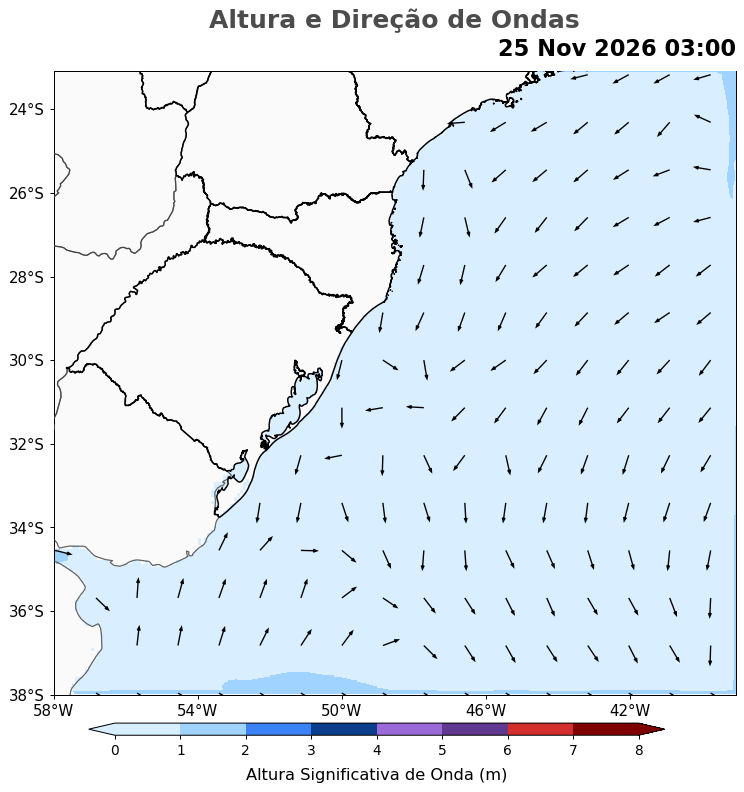 Altura e Direção de Ondas
25 Nov 2026 03:00
24°S
26°S
28°S
30°S
32°S
34°S
36°S
38°S
58°W 54°W 50°W 46°W 42°W
0 1 2 3 4 5 6 7 8
Altura Significativa de Onda (m)